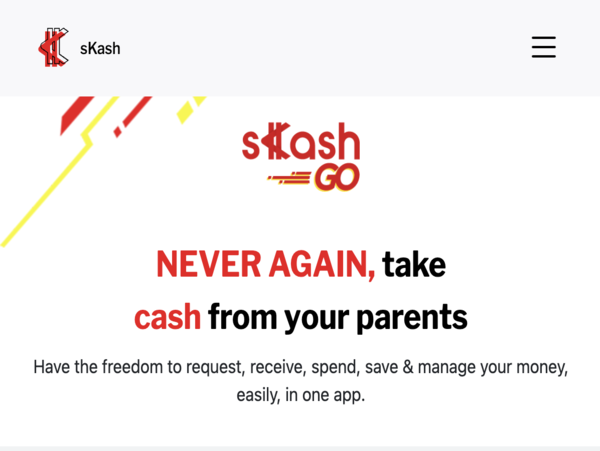 sKash
sKash
GO
NEVER AGAIN, take
cash from your parents
Have the freedom to request, receive, spend, save & manage your money,
easily, in one app.